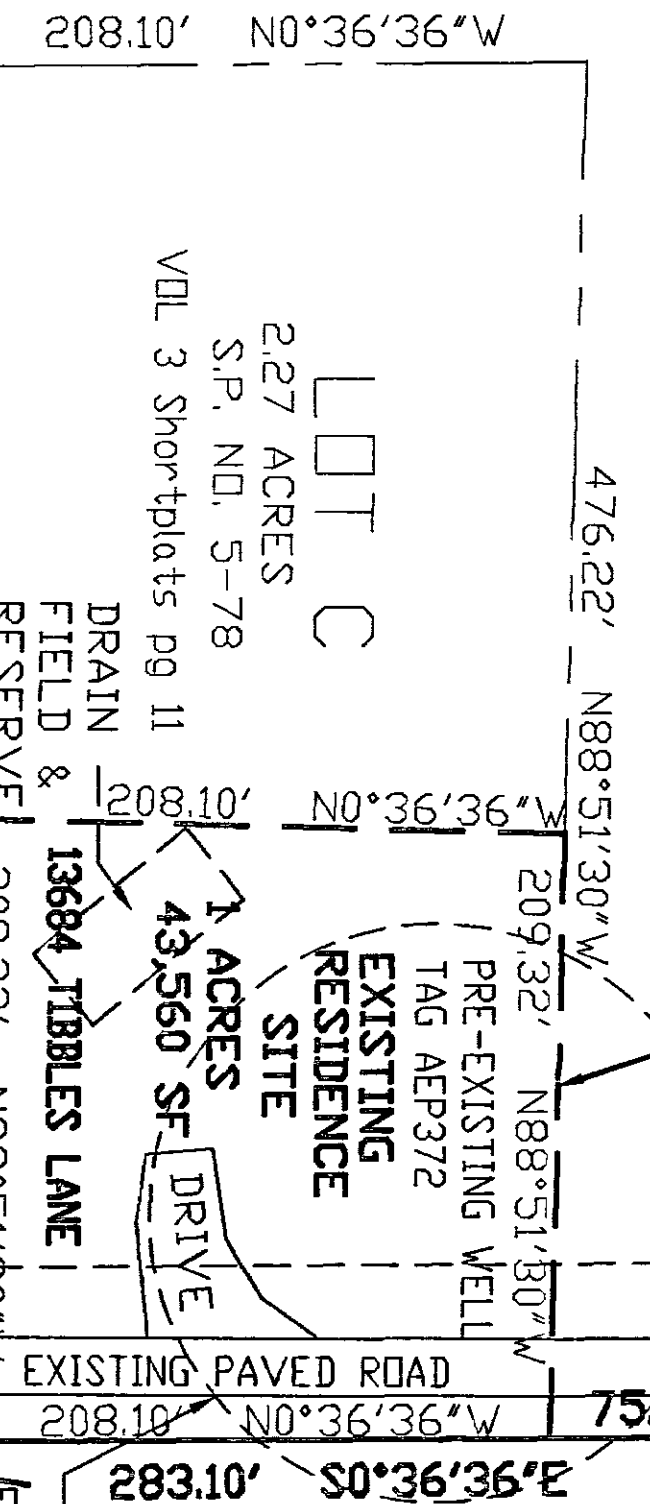 208.10' N0°36'36"W
476.22' N88°51'30"W
LOT C
2.27 ACRES
S.P. NO. 5-78
VOL 3 Shortplats pg 11
DRAIN
FIELD &
RESERVE
208.10' N0°36'36"W
209.32' N88°51'30"W
PRE-EXISTING WELL
TAG AEP372
EXISTING
RESIDENCE
SITE
1 ACRES
43,560 SF
13684 TIBBLES LANE
DRIVE
EXISTING PAVED ROAD
208.10' N0°36'36"W
283.10' S0°36'36"E